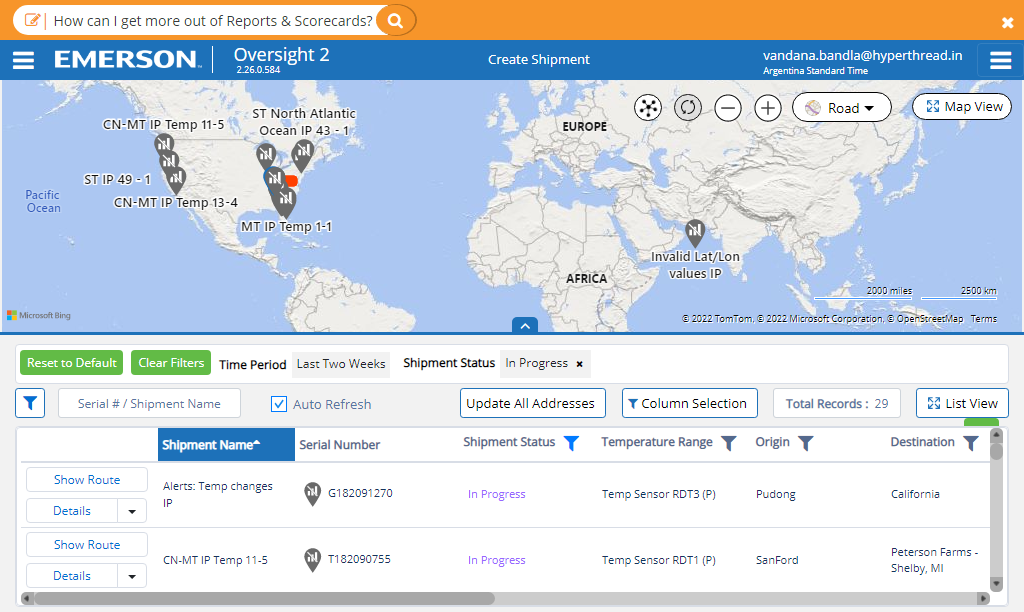 How can I get more out of Reports & Scorecards?
EMERSON
Oversight 2
2.26.0.584
Create Shipment
vandana.bandla@hyperthread.in
Argentina Standard Time
CN-MT IP Temp 11-5
ST North Atlantic
Ocean IP 43 - 1
ST IP 49 - 1
CN-MT IP Temp 13-4
MT IP Temp 1-1
Pacific
Ocean
EUROPE
AFRICA
Invalid Lat/Lon
values IP
Road
Map View
2000 miles
2500 km
Microsoft Bing
© 2022 TomTom, © 2022 Microsoft Corporation, © OpenStreetMap Terms
Reset to Default
Clear Filters
Time Period
Last Two Weeks
Shipment Status
In Progress ×
Serial # / Shipment Name
Auto Refresh
Update All Addresses
Column Selection
Total Records : 29
List View
Shipment Name
Serial Number
Shipment Status
Temperature Range
Origin
Destination
Show Route
Details
Alerts: Temp changes
IP
G182091270
In Progress
Temp Sensor RDT3 (P)
Pudong
California
Show Route
Details
CN-MT IP Temp 11-5
T182090755
In Progress
Temp Sensor RDT1 (P)
SanFord
Peterson Farms -
Shelby, MI